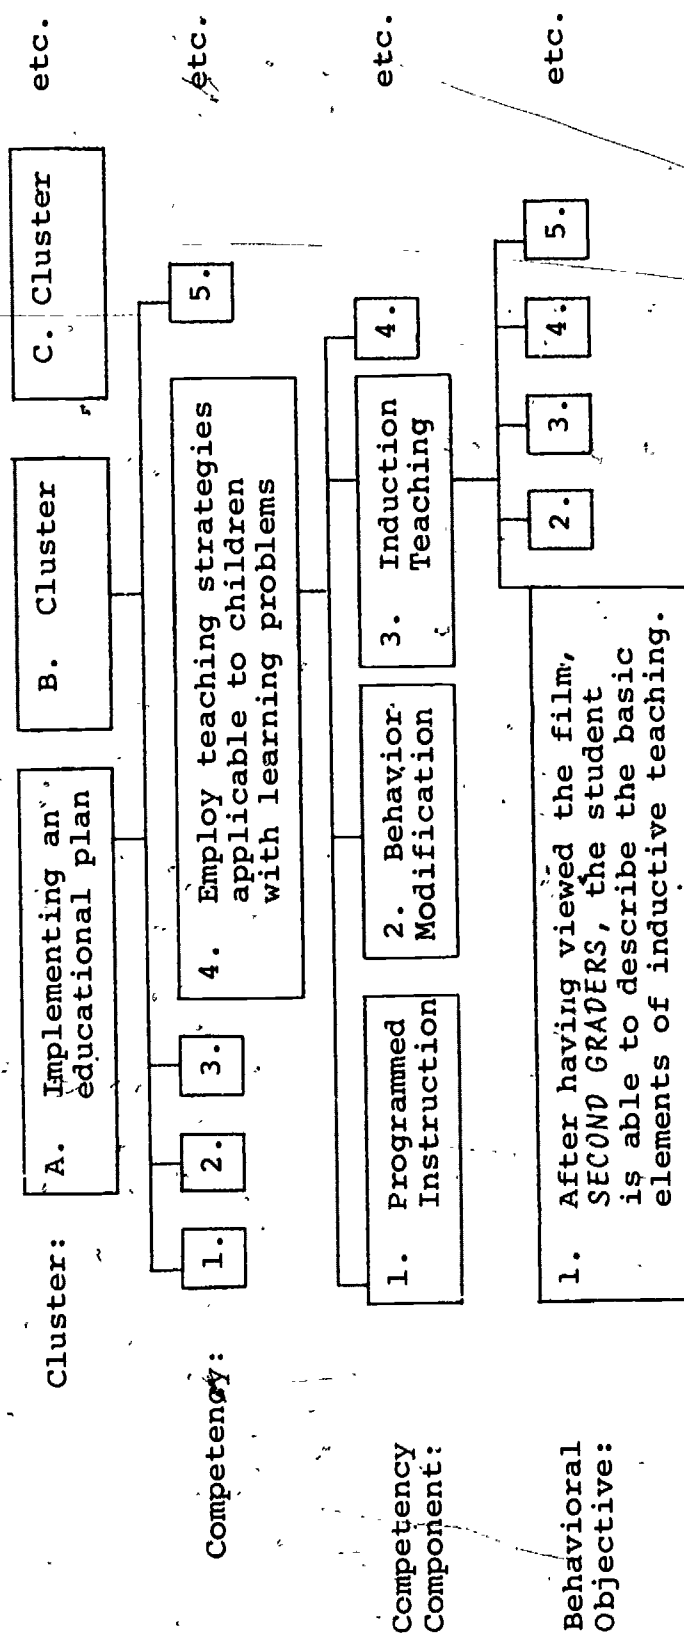 Cluster:
A. Implementing an
educational plan
B. Cluster
C. Cluster
etc.
Competency:
1.
2.
3.
4. Employ teaching strategies
applicable to children
with learning problems
5.
etc.
Competency
Component:
1. Programmed
Instruction
2. Behavior
Modification
3. Induction
Teaching
4.
etc.
Behavioral
Objective:
1. After having viewed the film,
SECOND GRADERS, the student
is able to describe the basic
elements of inductive teaching.
2.
3.
4.
5.
etc.